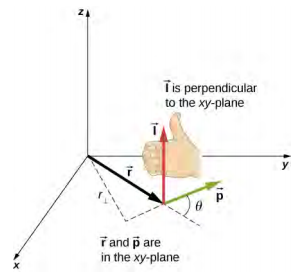 z
l⃗ is perpendicular
to the xy-plane
l⃗
r⃗
y
r⊥
θ
p⃗
x
r⃗ and p⃗ are
in the xy-plane